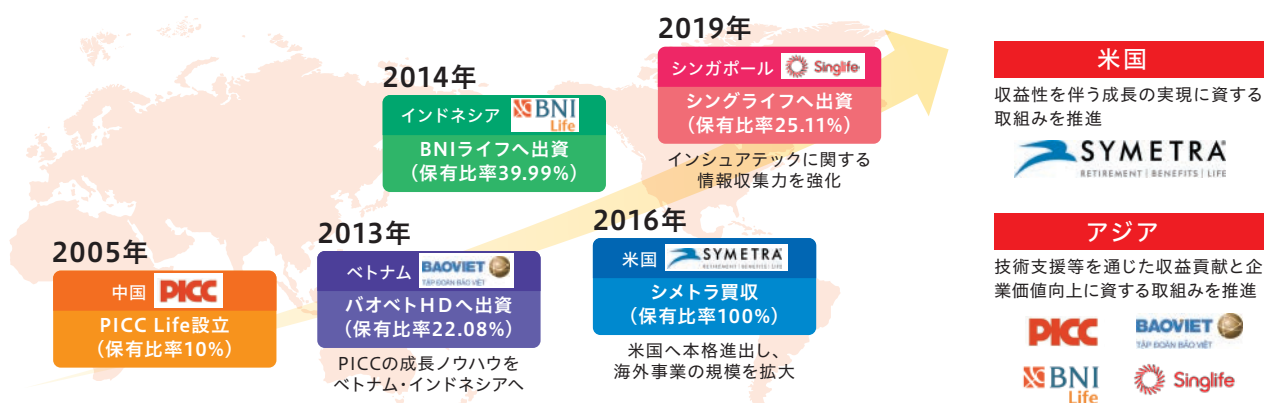 2005年
中国 PICC
PICC Life設立
（保有比率10%）
2013年
ベトナム BAOVIET
TẬP ĐOÀN BẢO VIỆT
バオベトHDへ出資
（保有比率22.08%）
PICCの成長ノウハウを
ベトナム・インドネシアへ
2014年
インドネシア BNI
Life
BNIライフへ出資
（保有比率39.99%）
2016年
米国 SYMETRA
RETIREMENT | BENEFITS | LIFE
シメトラ買収
（保有比率100%）
米国へ本格進出し、
海外事業の規模を拡大
2019年
シンガポール Singlife
シングライフへ出資
（保有比率25.11%）
インシュアテックに関する
情報収集力を強化
米国
収益性を伴う成長の実現に資する
取組みを推進
SYMETRA
RETIREMENT | BENEFITS | LIFE
アジア
技術支援等を通じた収益貢献と企
業価値向上に資する取組みを推進
PICC BAOVIET
TẬP ĐOÀN BẢO VIỆT
BNI Singlife
Life